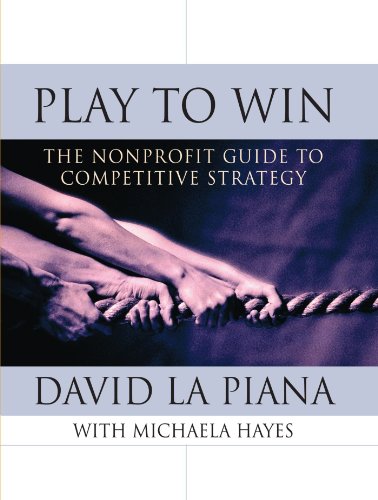 PLAY TO WIN
THE NONPROFIT GUIDE TO
COMPETITIVE STRATEGY
DAVID LA PIANA
WITH MICHAELA HAYES